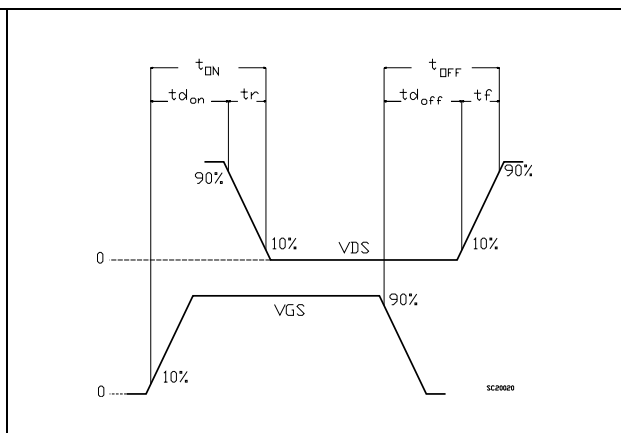 tON tOFF
tdon tr tdoff tf
90% 90%
10% 10%
0 VDS
VGS 90%
10%
0 SC20020